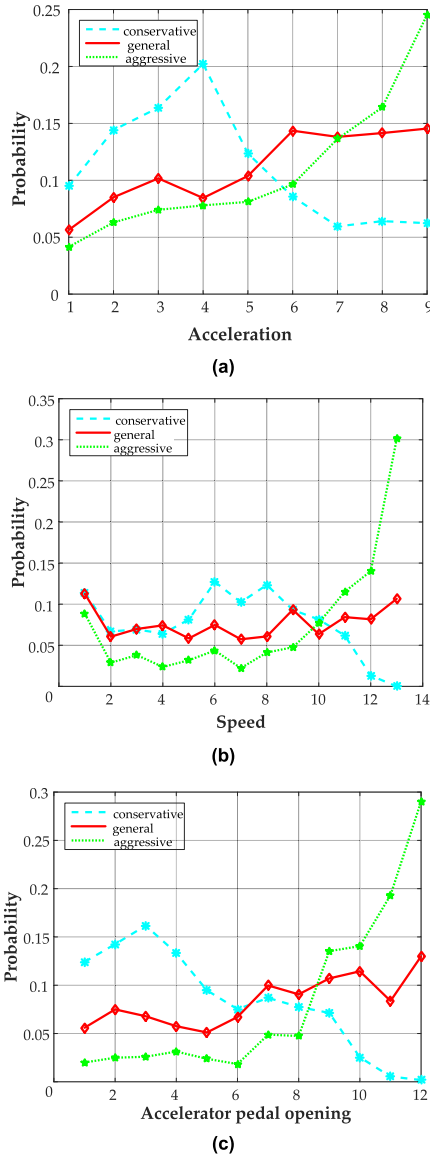 0.25
0.2
0.15
0.1
0.05
0
Probability
conservative
general
aggressive
1 2 3 4 5 6 7 8 9
Acceleration
(a)
0.35
0.3
0.25
0.2
0.15
0.1
0.05
0
Probability
conservative
general
aggressive
2 4 6 8 10 12 14
Speed
(b)
0.3
0.25
0.2
0.15
0.1
0.05
0
Probability
conservative
general
aggressive
2 4 6 8 10 12
Accelerator pedal opening
(c)